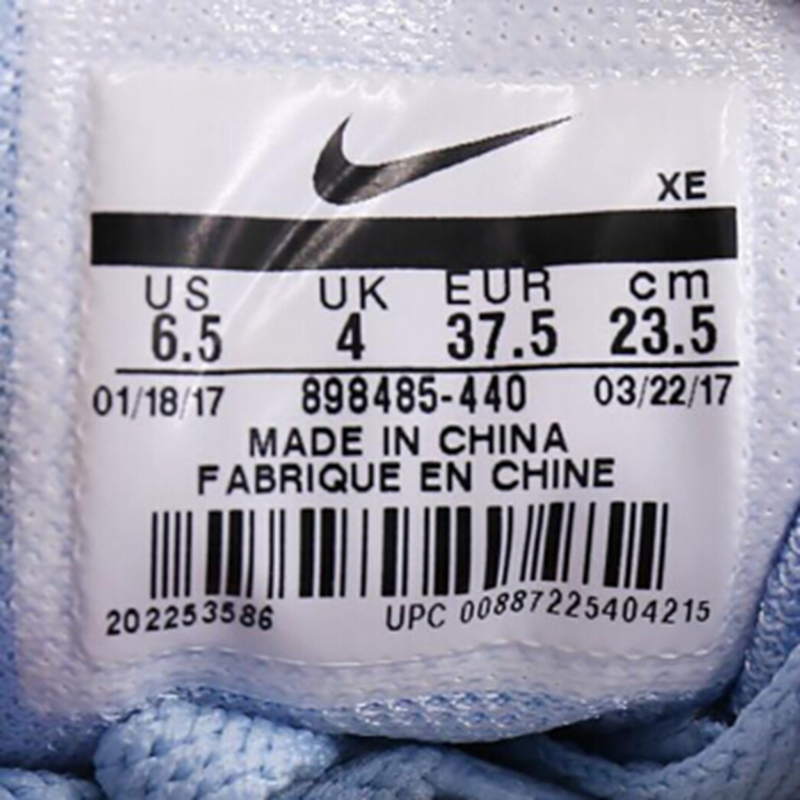 XE
US UK EUR cm
6.5 4 37.5 23.5
01/18/17 898485-440 03/22/17
MADE IN CHINA
FABRIQUE EN CHINE
202253586 UPC 00887225404215